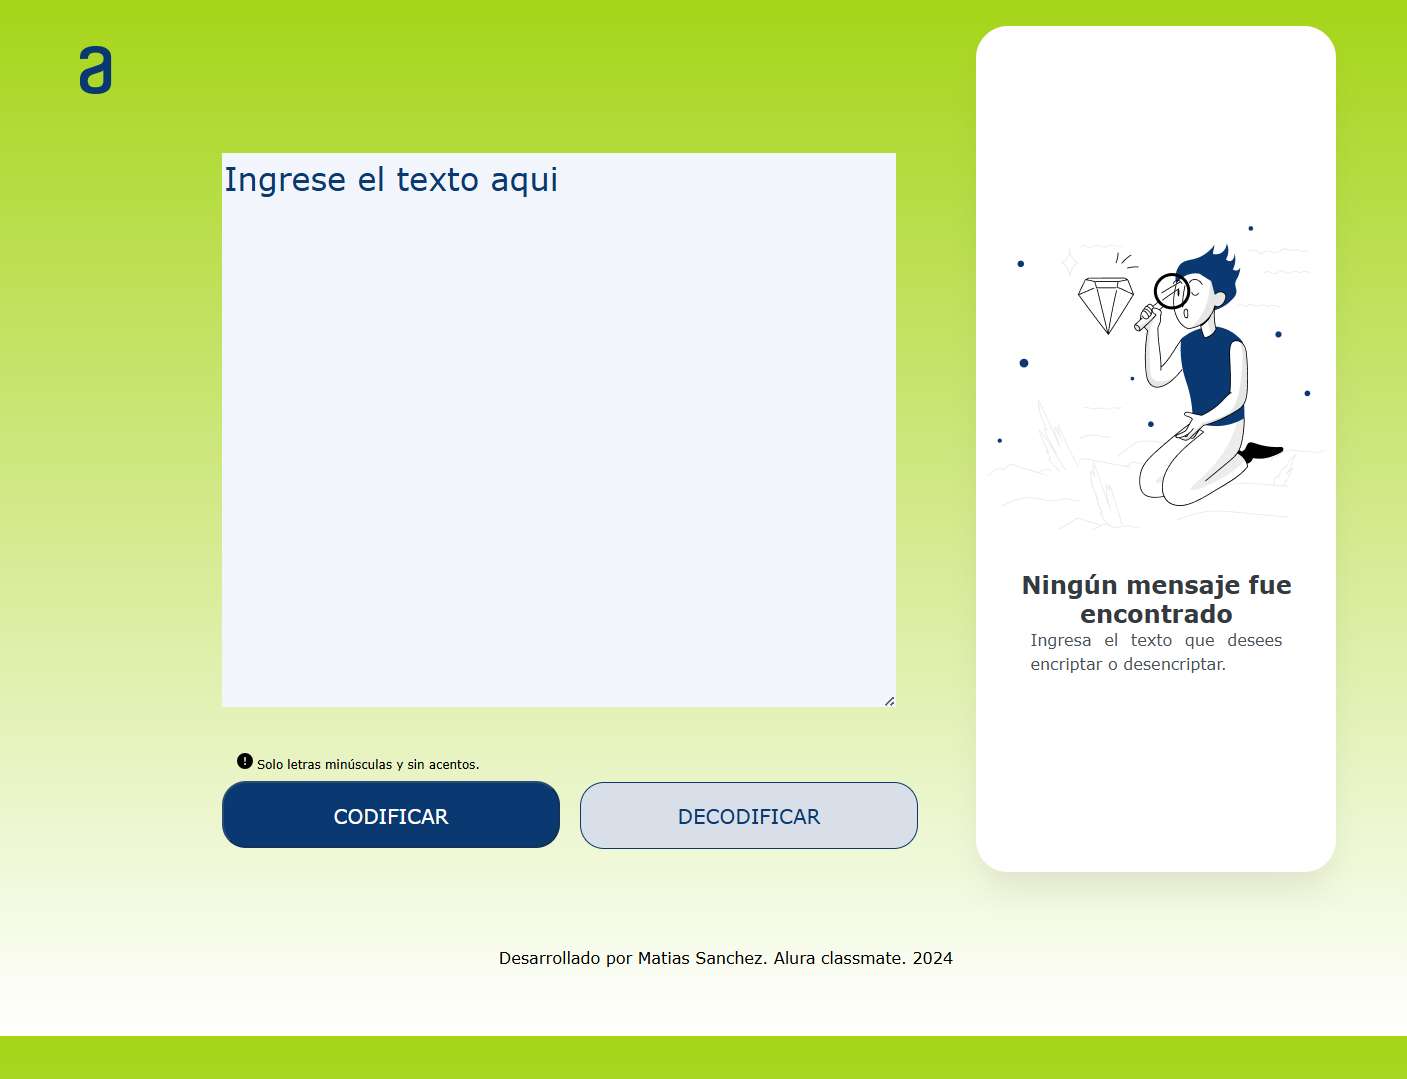 a
Ingrese el texto aqui
Solo letras minúsculas y sin acentos.
CODIFICAR
DECODIFICAR
Ningún mensaje fue
encontrado
Ingresa el texto que desees
encriptar o desencriptar.
Desarrollado por Matias Sanchez. Alura classmate. 2024